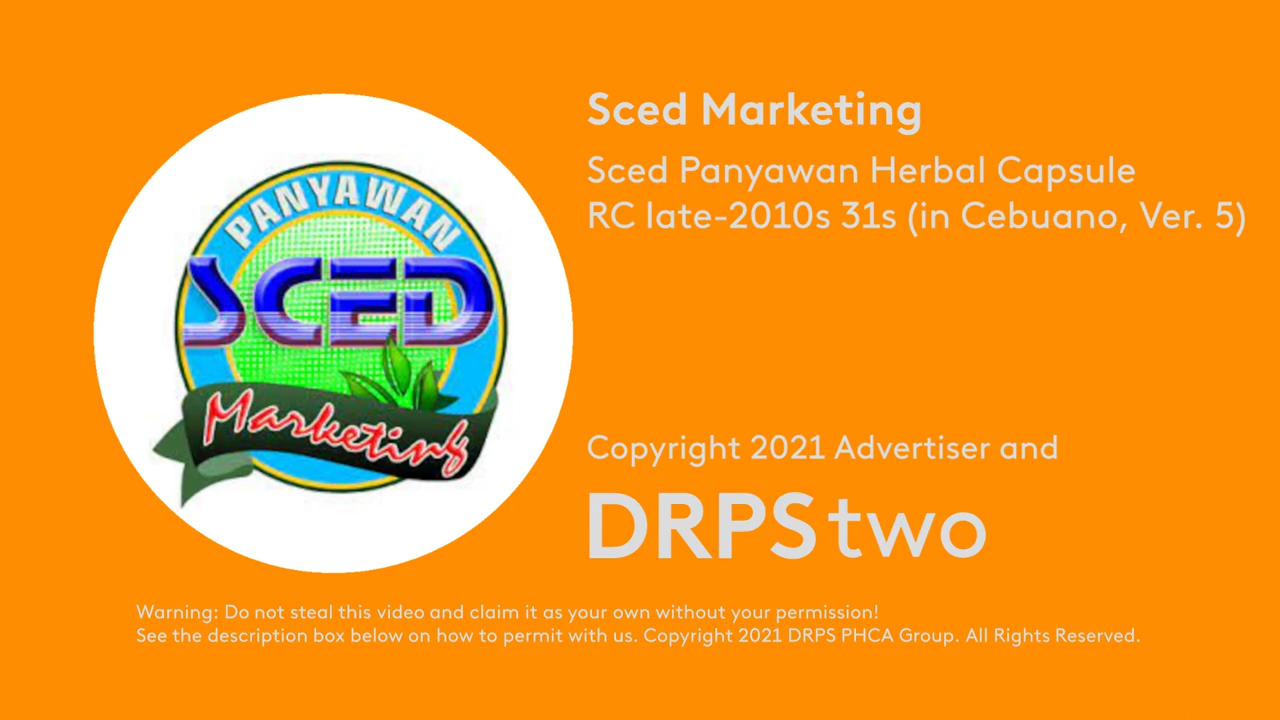 PANYAWAN
SCED
Marketing
Sced Marketing
Sced Panyawan Herbal Capsule
RC late-2010s 31s (in Cebuano, Ver. 5)
Copyright 2021 Advertiser and
DRPS two
Warning: Do not steal this video and claim it as your own without your permission!
See the description box below on how to permit with us. Copyright 2021 DRPS PHCA Group. All Rights Reserved.